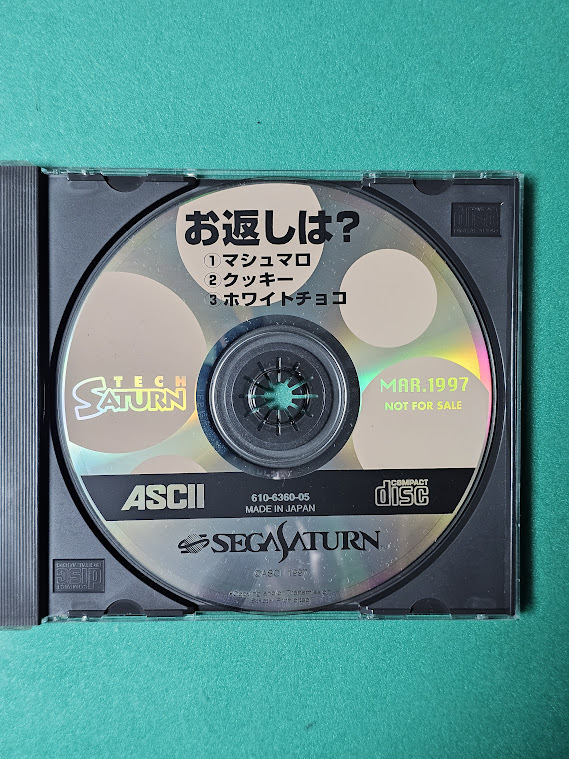 お返しは?
①マシュマロ
②クッキー
③ホワイトチョコ
TECH
SATURN
MAR.1997
NOT FOR SALE
ASCII
610-6360-05
MADE IN JAPAN
COMPACT
disc
SEGA SATURN
©ASCII 1997